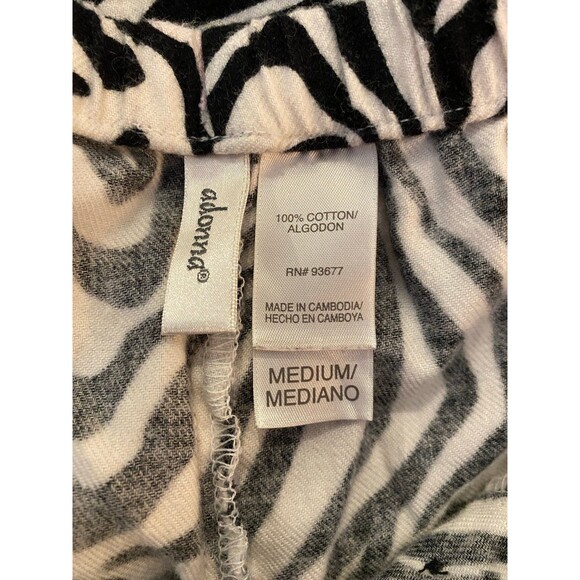 adonna®
100% COTTON/
ALGODON
RN# 93677
MADE IN CAMBODIA/
HECHO EN CAMBOYA
MEDIUM/
MEDIANO